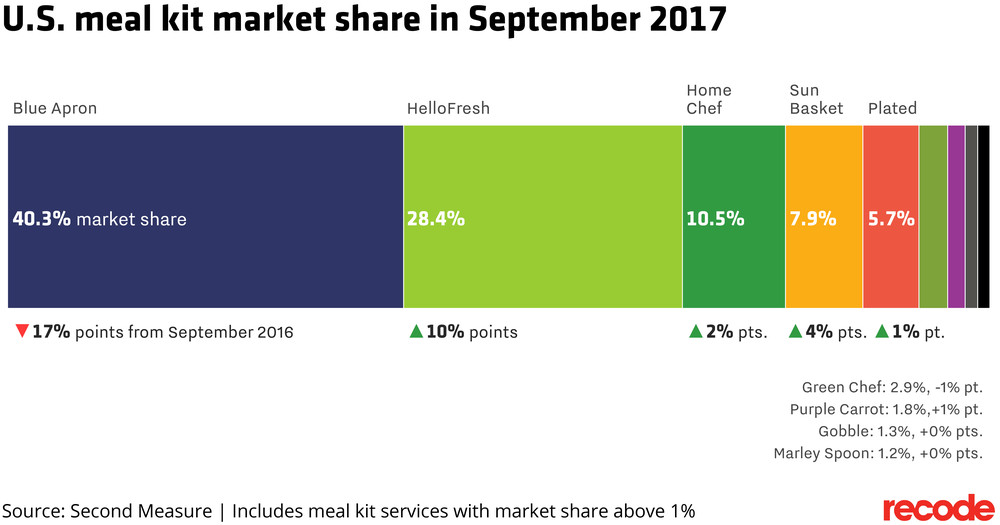 U.S. meal kit market share in September 2017
Blue Apron
HelloFresh
Home
Chef
Sun
Basket
Plated
40.3% market share
28.4%
10.5%
7.9%
5.7%
▼17% points from September 2016
▲10% points
▲2% pts.
▲4% pts.
▲1% pt.
Green Chef: 2.9%, -1% pt.
Purple Carrot: 1.8%,+1% pt.
Gobble: 1.3%, +0% pts.
Marley Spoon: 1.2%, +0% pts.
Source: Second Measure | Includes meal kit services with market share above 1%
recode